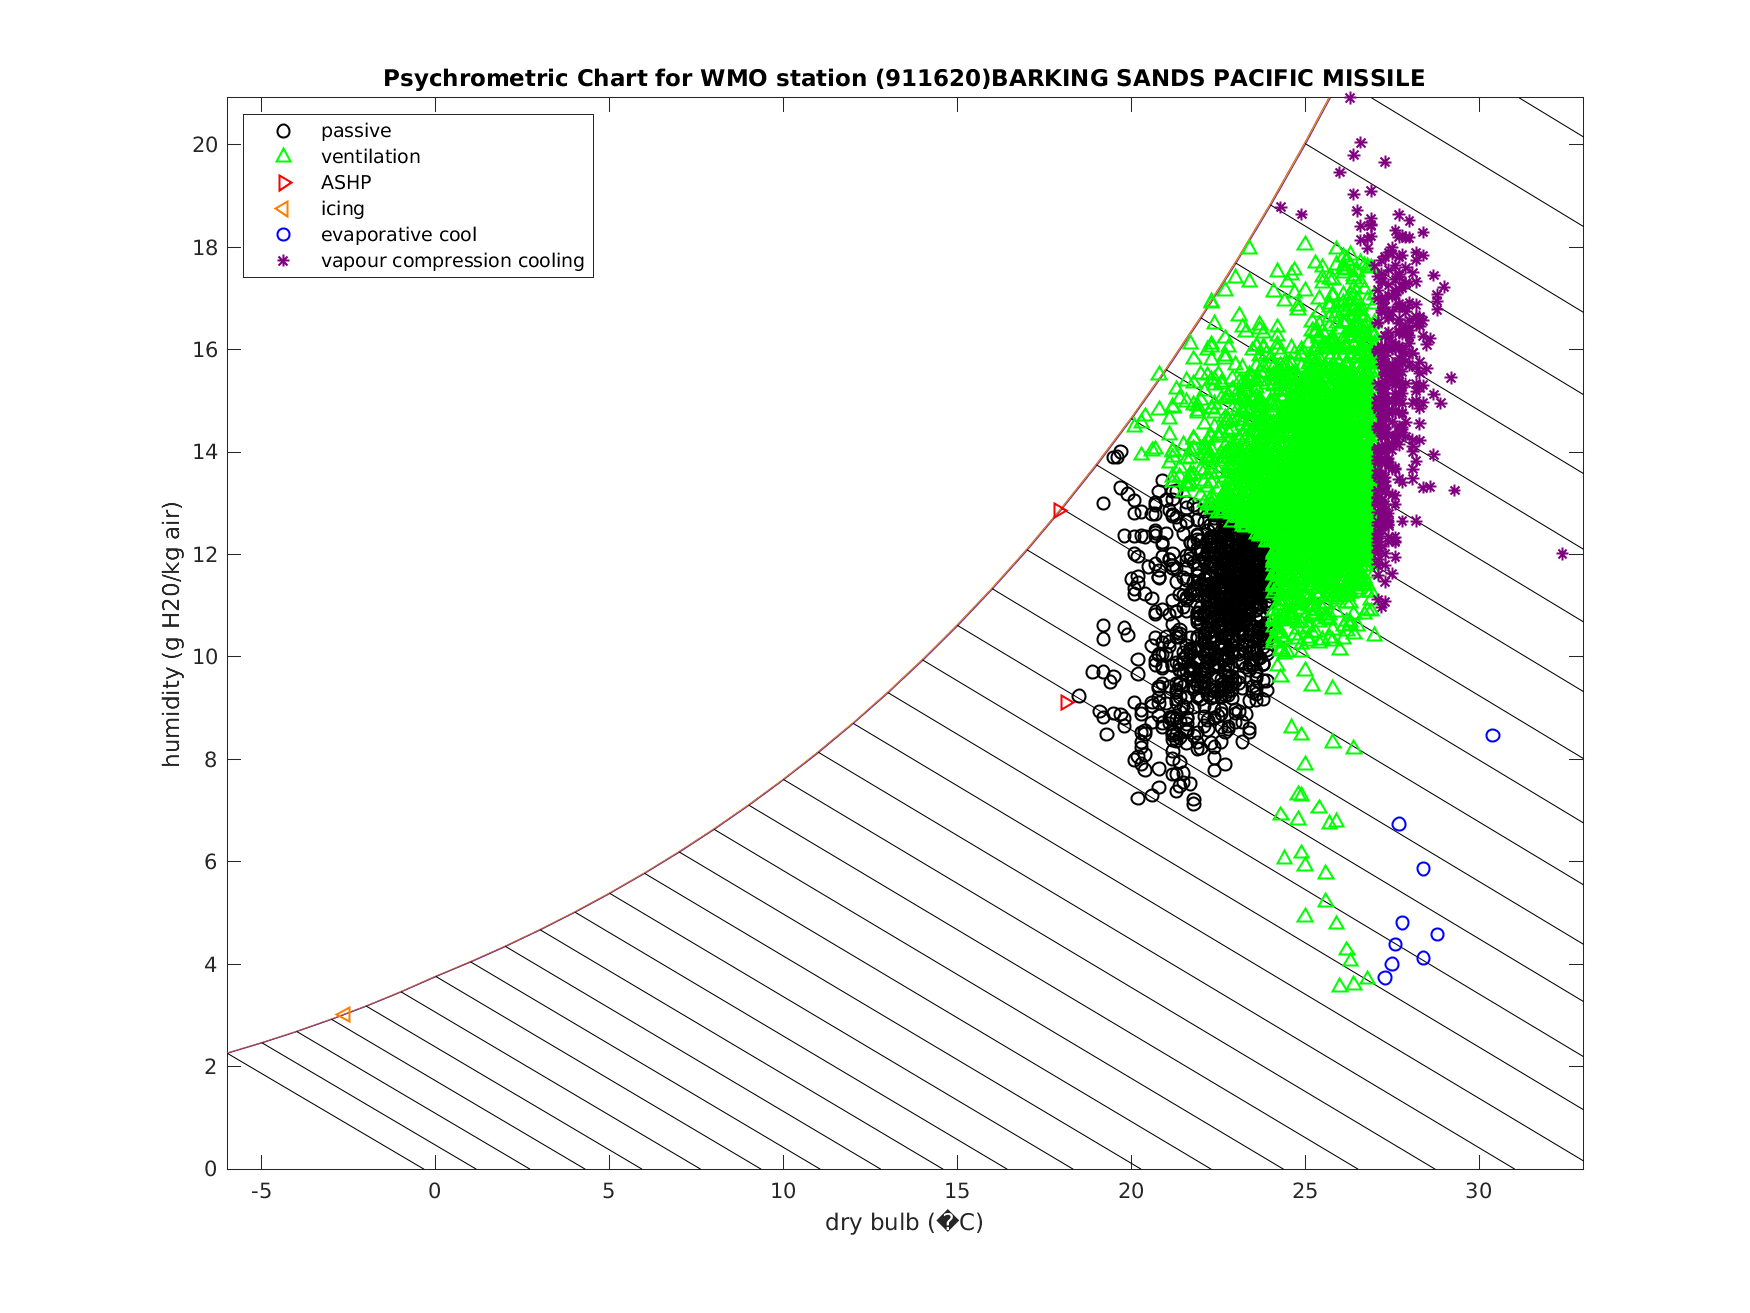 Psychrometric Chart for WMO station (911620)BARKING SANDS PACIFIC MISSILE
passive
ventilation
ASHP
icing
evaporative cool
vapour compression cooling
humidity (g H20/kg air)
20
18
16
14
12
10
8
6
4
2
0
-5 0 5 10 15 20 25 30
dry bulb (�C)